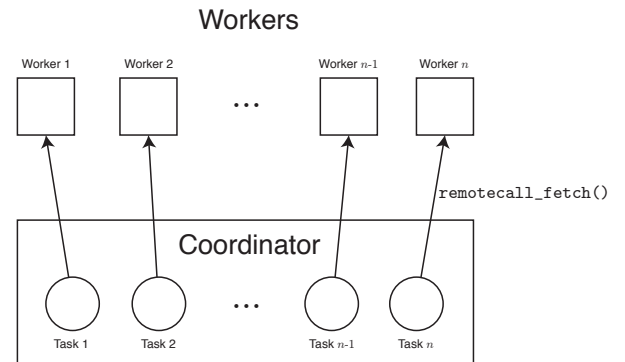 Workers
Worker 1 Worker 2 Worker n-1 Worker n
...
remotecall_fetch()
Coordinator
...
Task 1 Task 2 Task n-1 Task n